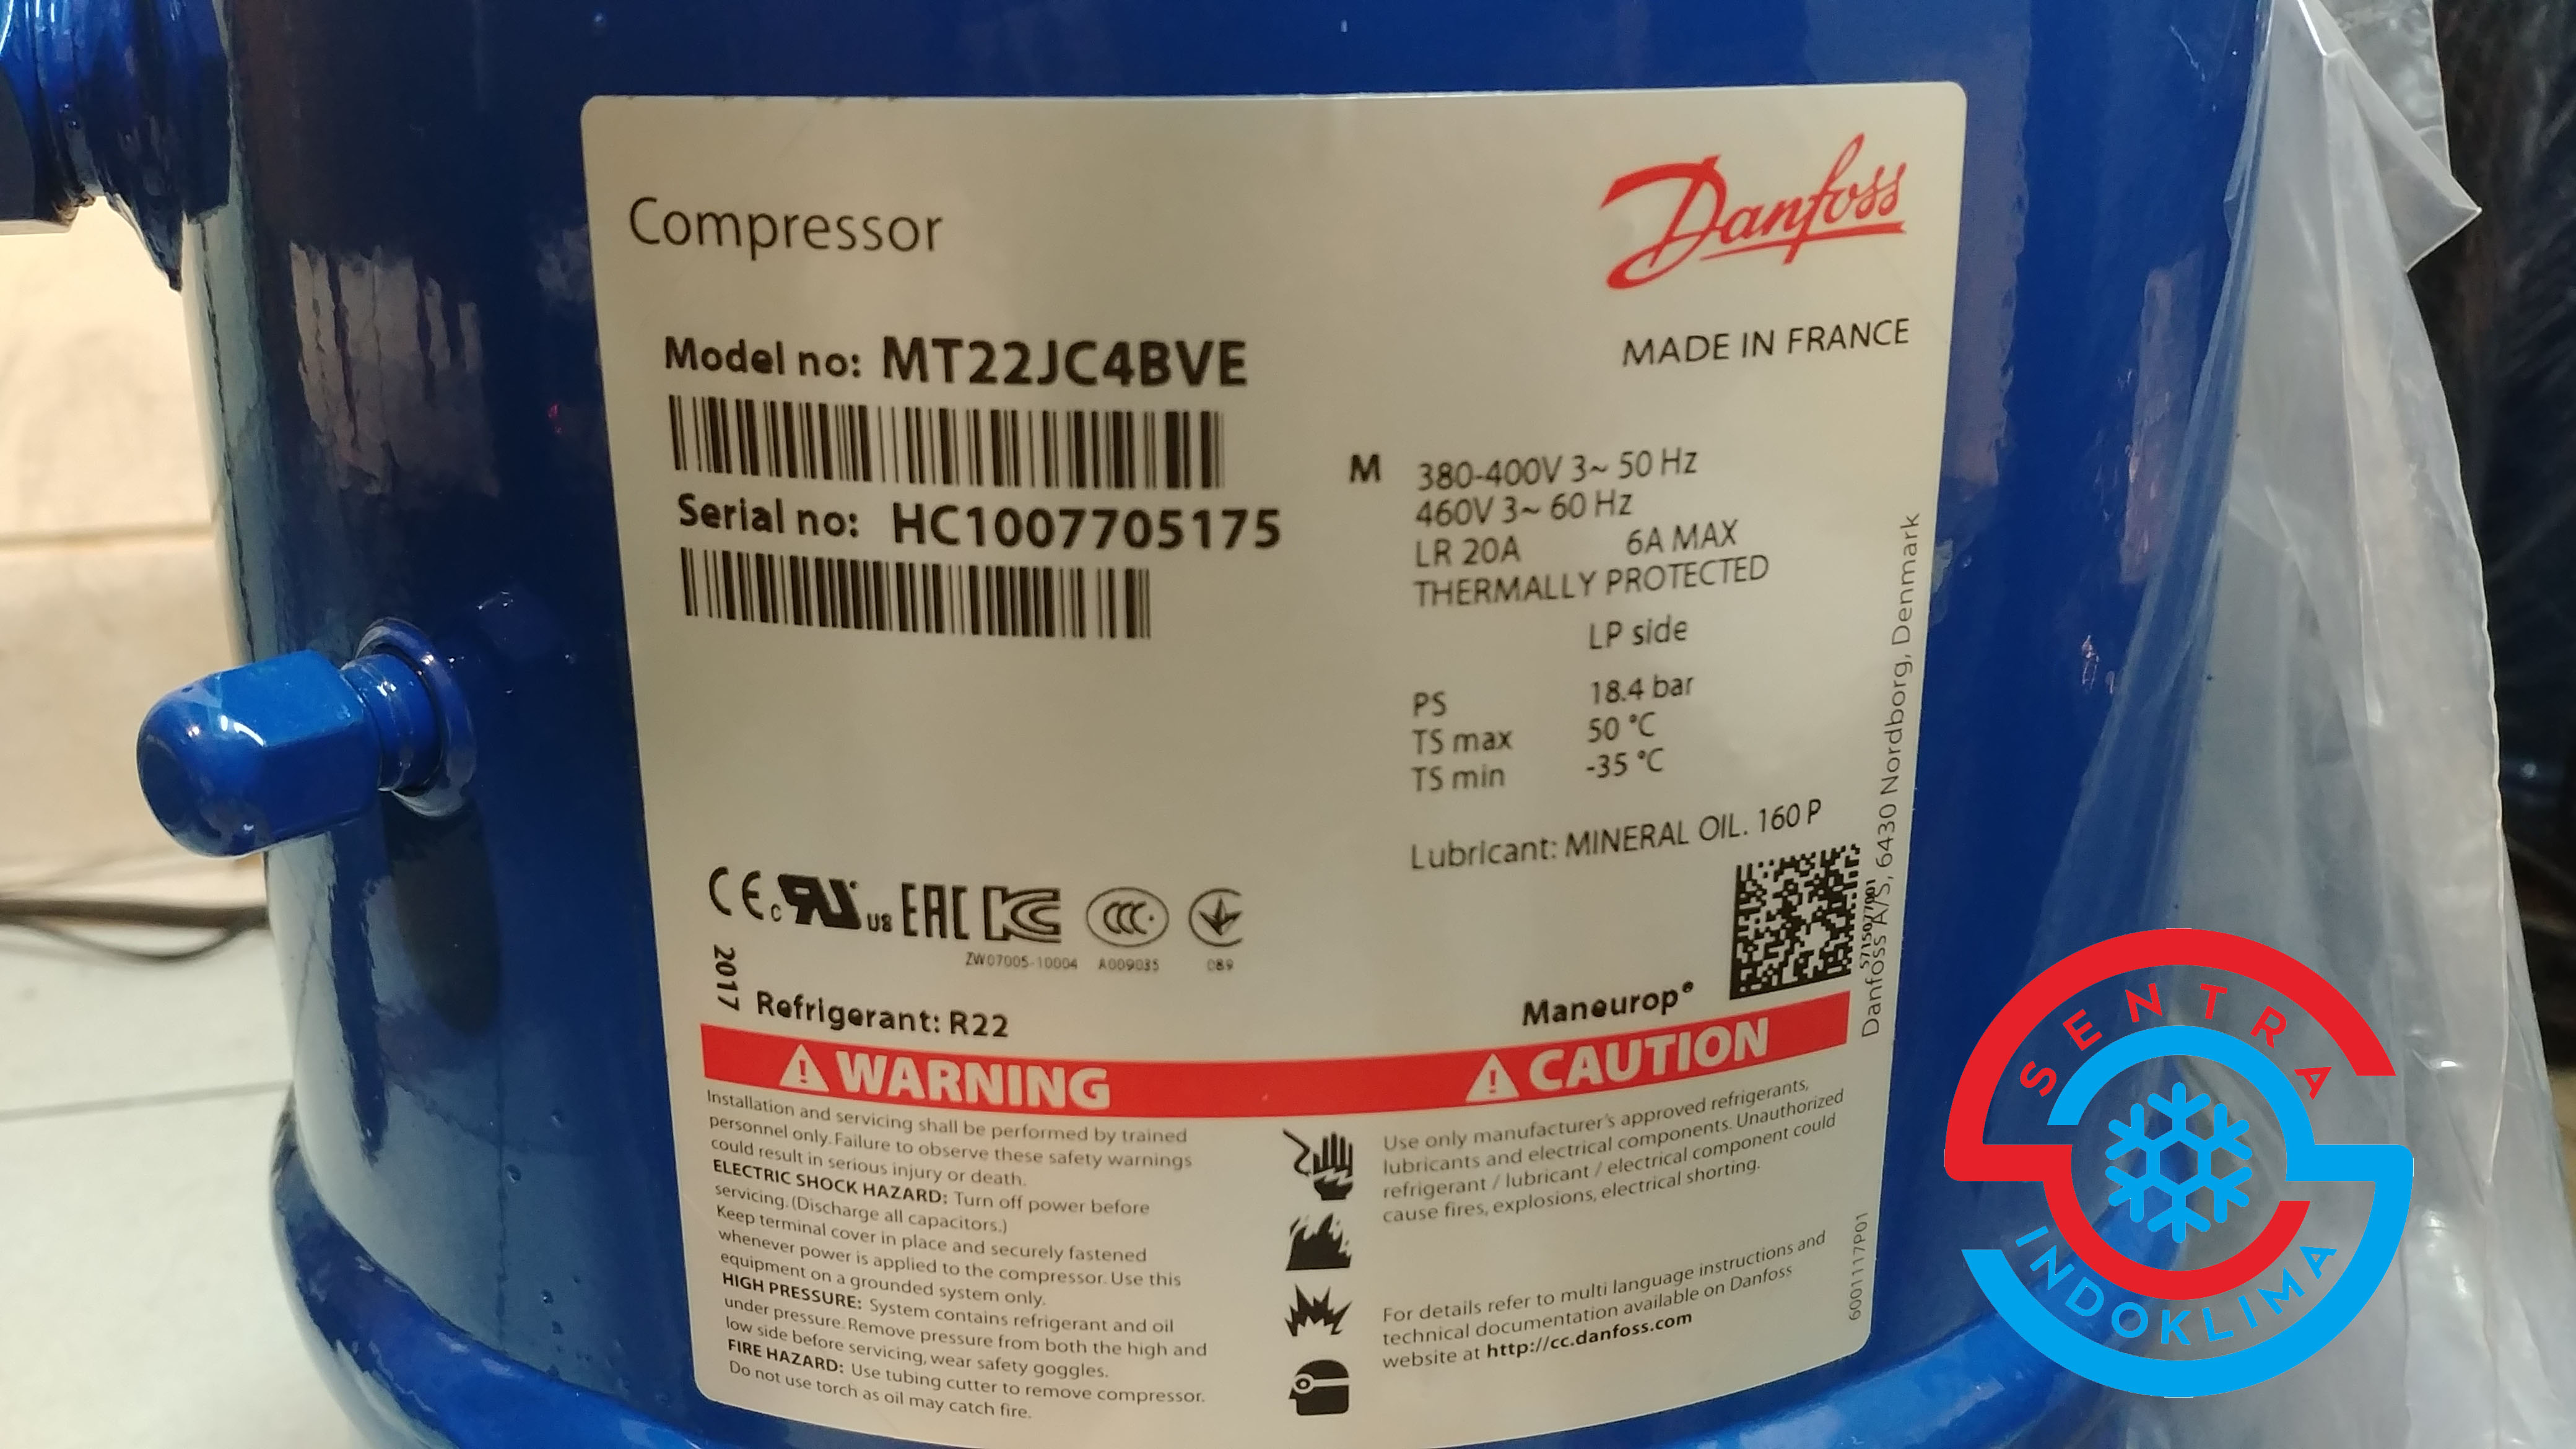 Compressor
Danfoss
MADE IN FRANCE
Model no: MT22JC4BVE
Serial no: HC1007705175
M 380-400V 3~ 50 Hz
460V 3~ 60 Hz
LR 20A 6A MAX
THERMALLY PROTECTED
LP side
PS 18.4 bar
TS max 50 °C
TS min -35 °C
Lubricant: MINERAL OIL. 160 P
Danfoss A/S, 6430 Nordborg, Denmark
CE c RU us EAC KC CCC
ZW07005-10004 A009035 089
2017
Refrigerant: R22
Maneurop®
WARNING
Installation and servicing shall be performed by trained
personnel only. Failure to observe these safety warnings
could result in serious injury or death.
ELECTRIC SHOCK HAZARD: Turn off power before
servicing. (Discharge all capacitors.)
Keep terminal cover in place and securely fastened
whenever power is applied to the compressor. Use this
equipment on a grounded system only.
HIGH PRESSURE: System contains refrigerant and oil
under pressure. Remove pressure from both the high and
low side before servicing, wear safety goggles.
FIRE HAZARD: Use tubing cutter to remove compressor.
Do not use torch as oil may catch fire.
CAUTION
Use only manufacturer's approved refrigerants,
lubricants and electrical components. Unauthorized
refrigerant / lubricant / electrical component could
cause fires, explosions, electrical shorting.
For details refer to multi language instructions and
technical documentation available on Danfoss
website at http://cc.danfoss.com
6001117P01
SENTRA
INDOKLIMA